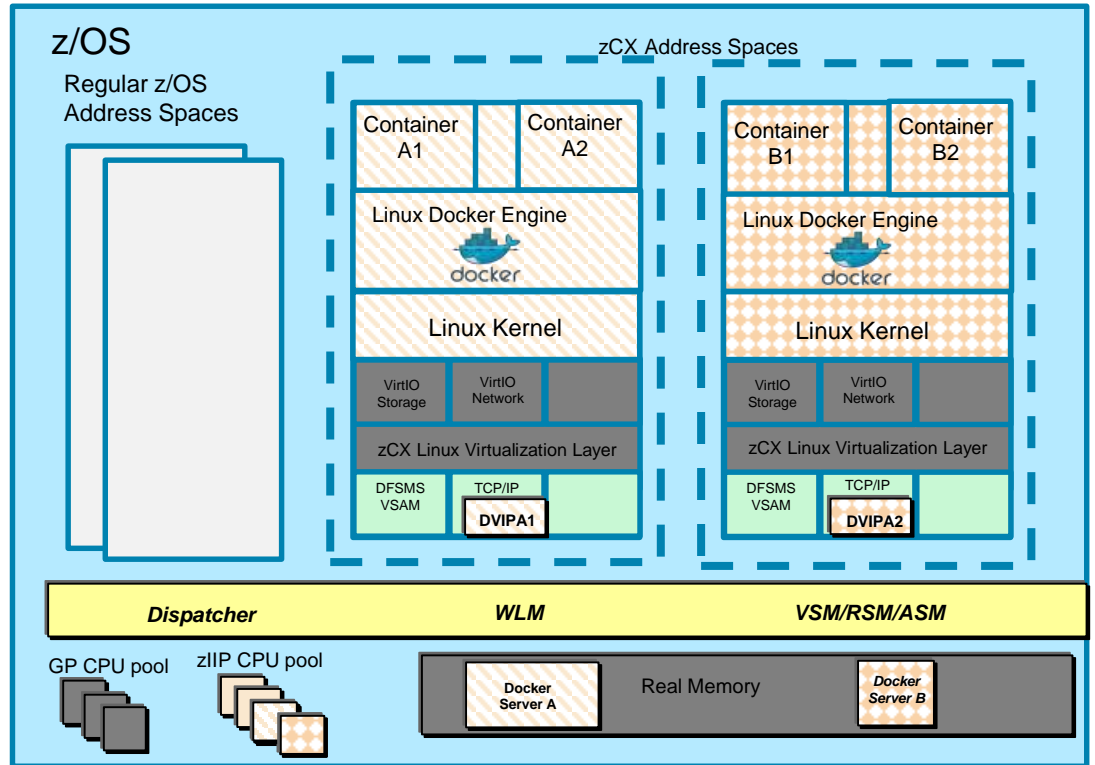 z/OS
zCX Address Spaces
Regular z/OS
Address Spaces
Container
A1
Container
A2
Linux Docker Engine
docker
Linux Kernel
VirtIO
Storage
VirtIO
Network
zCX Linux Virtualization Layer
DFSMS
VSAM
TCP/IP
DVIPA1
Container
B1
Container
B2
Linux Docker Engine
docker
Linux Kernel
VirtIO
Storage
VirtIO
Network
zCX Linux Virtualization Layer
DFSMS
VSAM
TCP/IP
DVIPA2
Dispatcher
WLM
VSM/RSM/ASM
GP CPU pool
zIIP CPU pool
Docker
Server A
Real Memory
Docker
Server B